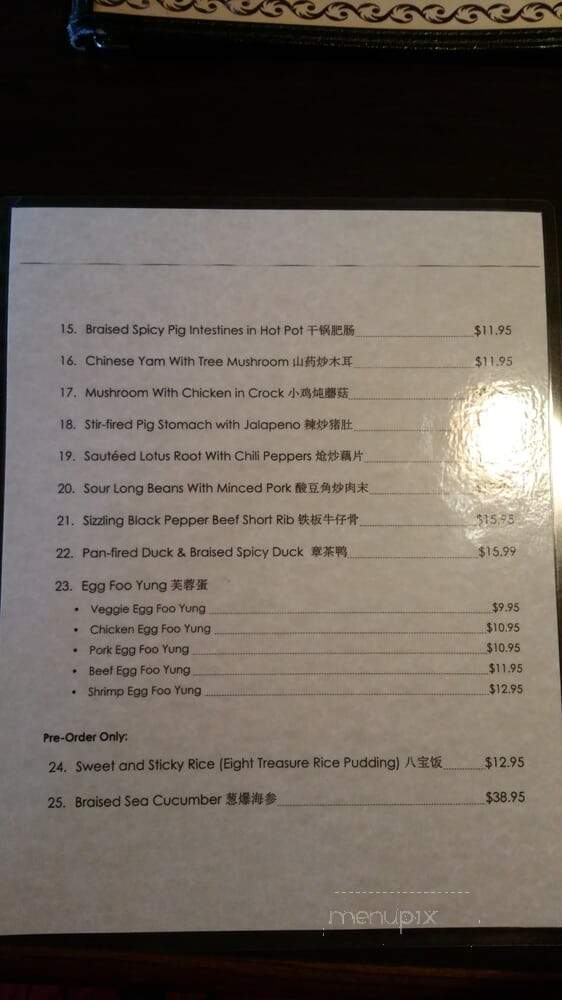 15. Braised Spicy Pig Intestines in Hot Pot 干锅肥肠 $11.95
16. Chinese Yam With Tree Mushroom 山药炒木耳 $11.95
17. Mushroom With Chicken in Crock 小鸡炖蘑菇
18. Stir-fired Pig Stomach with Jalapeno 辣炒猪肚
19. Sautéed Lotus Root With Chili Peppers 炝炒藕片
20. Sour Long Beans With Minced Pork 酸豆角炒肉末
21. Sizzling Black Pepper Beef Short Rib 铁板牛仔骨 $15.95
22. Pan-fired Duck & Braised Spicy Duck 章茶鸭 $15.99
23. Egg Foo Yung 芙蓉蛋
• Veggie Egg Foo Yung $9.95
• Chicken Egg Foo Yung $10.95
• Pork Egg Foo Yung $10.95
• Beef Egg Foo Yung $11.95
• Shrimp Egg Foo Yung $12.95
Pre-Order Only:
24. Sweet and Sticky Rice (Eight Treasure Rice Pudding) 八宝饭 $12.95
25. Braised Sea Cucumber 葱爆海参 $38.95
menupix